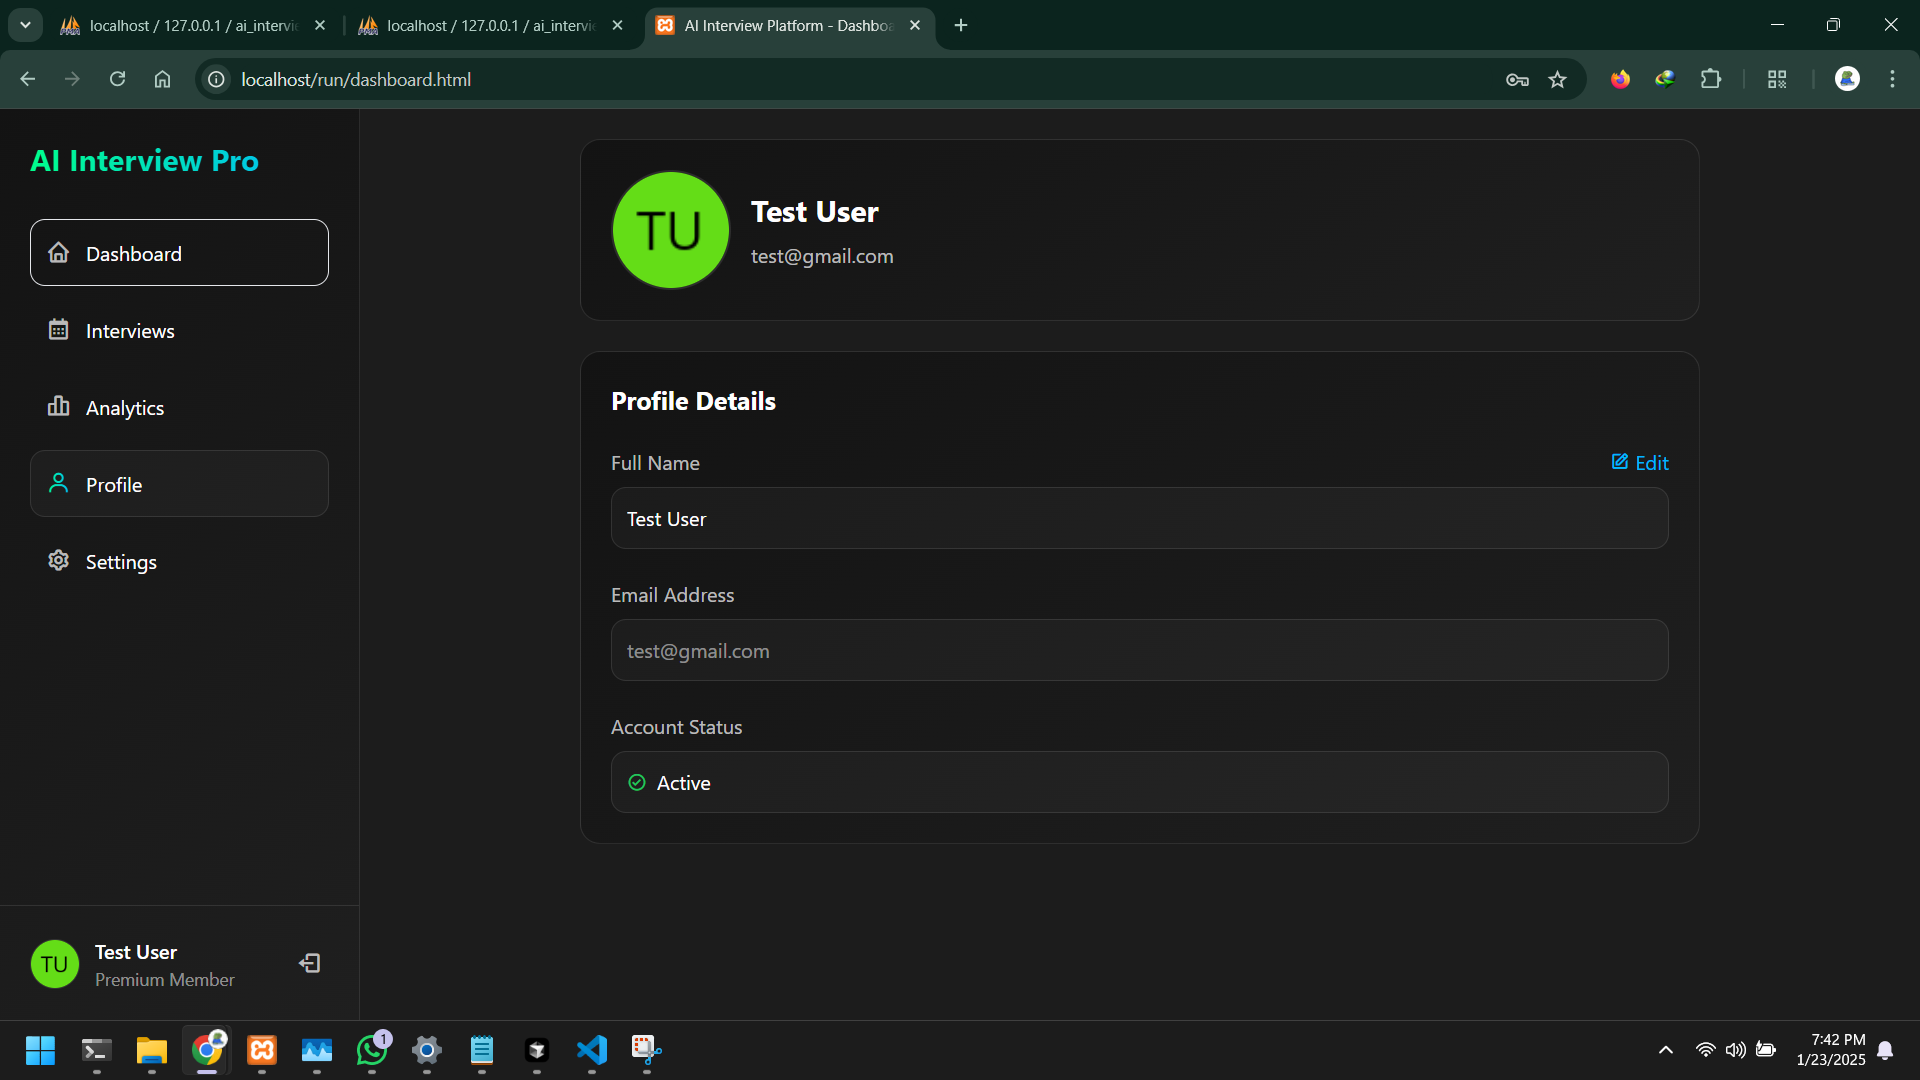 localhost / 127.0.0.1 / ai_intervie
localhost / 127.0.0.1 / ai_intervie
AI Interview Platform - Dashboa
localhost/run/dashboard.html
AI Interview Pro
Dashboard
Interviews
Analytics
Profile
Settings
TU
Test User
test@gmail.com
Profile Details
Full Name
Edit
Test User
Email Address
test@gmail.com
Account Status
Active
TU
Test User
Premium Member
1
7:42 PM
1/23/2025